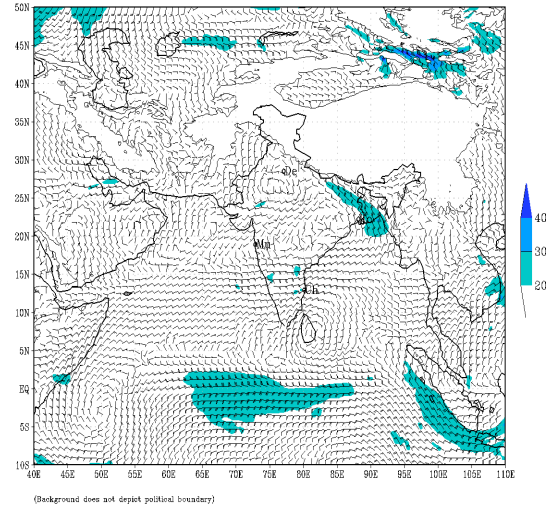 50N
45N
40N
35N
30N
25N
20N
15N
10N
5N
EQ
5S
10S
40E 45E 50E 55E 60E 65E 70E 75E 80E 85E 90E 95E 100E 105E 110E
De
Mu
Ch
40
30
20
(Background does not depict political boundary)